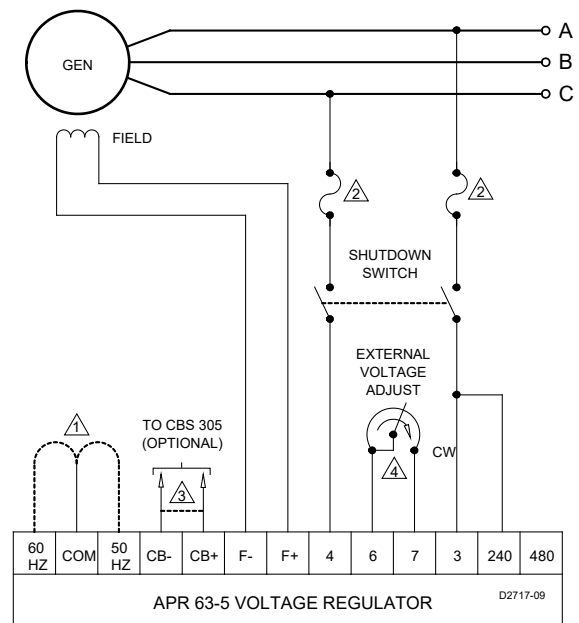 A
GEN
B
C
FIELD
2
2
SHUTDOWN
SWITCH
EXTERNAL
VOLTAGE
ADJUST
1
TO CBS 305
(OPTIONAL)
CW
3
4
60
HZ
COM
50
HZ
CB-
CB+
F-
F+
4
6
7
3
240
480
APR 63-5 VOLTAGE REGULATOR
D2717-09